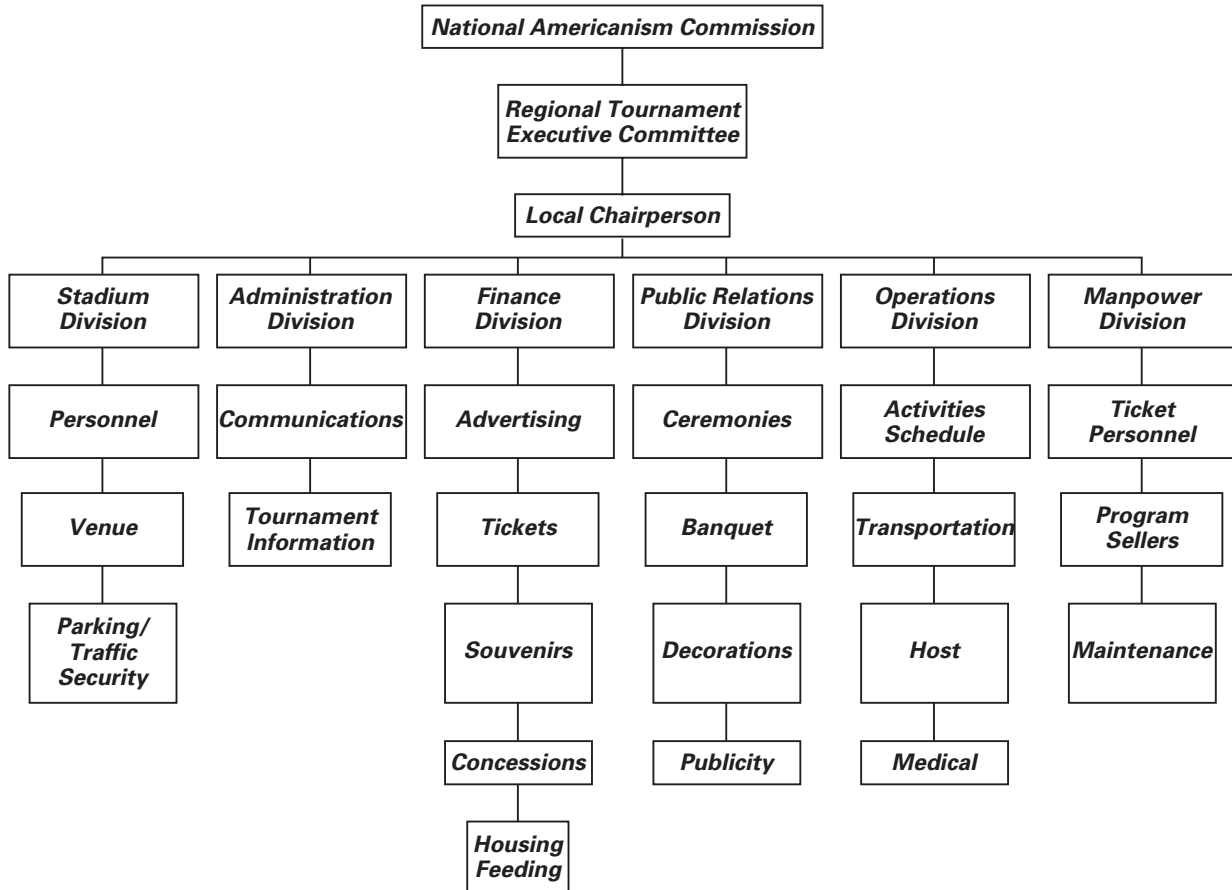 National Americanism Commission
Regional Tournament
Executive Committee
Local Chairperson
Stadium
Division
Administration
Division
Finance
Division
Public Relations
Division
Operations
Division
Manpower
Division
Personnel
Communications
Advertising
Ceremonies
Activities
Schedule
Ticket
Personnel
Venue
Tournament
Information
Tickets
Banquet
Transportation
Program
Sellers
Parking/
Traffic
Security
Souvenirs
Decorations
Host
Maintenance
Concessions
Publicity
Medical
Housing
Feeding